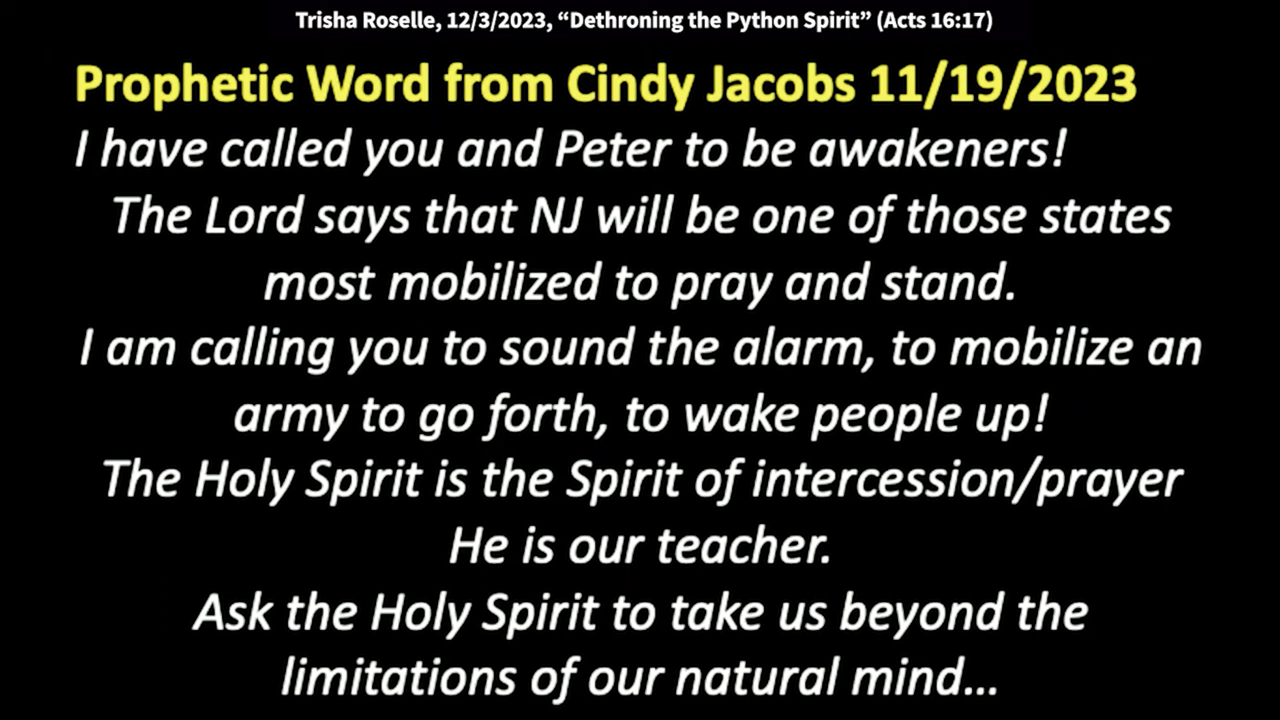 Trisha Roselle, 12/3/2023, “Dethroning the Python Spirit” (Acts 16:17)
Prophetic Word from Cindy Jacobs 11/19/2023
I have called you and Peter to be awakeners!
The Lord says that NJ will be one of those states
most mobilized to pray and stand.
I am calling you to sound the alarm, to mobilize an
army to go forth, to wake people up!
The Holy Spirit is the Spirit of intercession/prayer
He is our teacher.
Ask the Holy Spirit to take us beyond the
limitations of our natural mind...